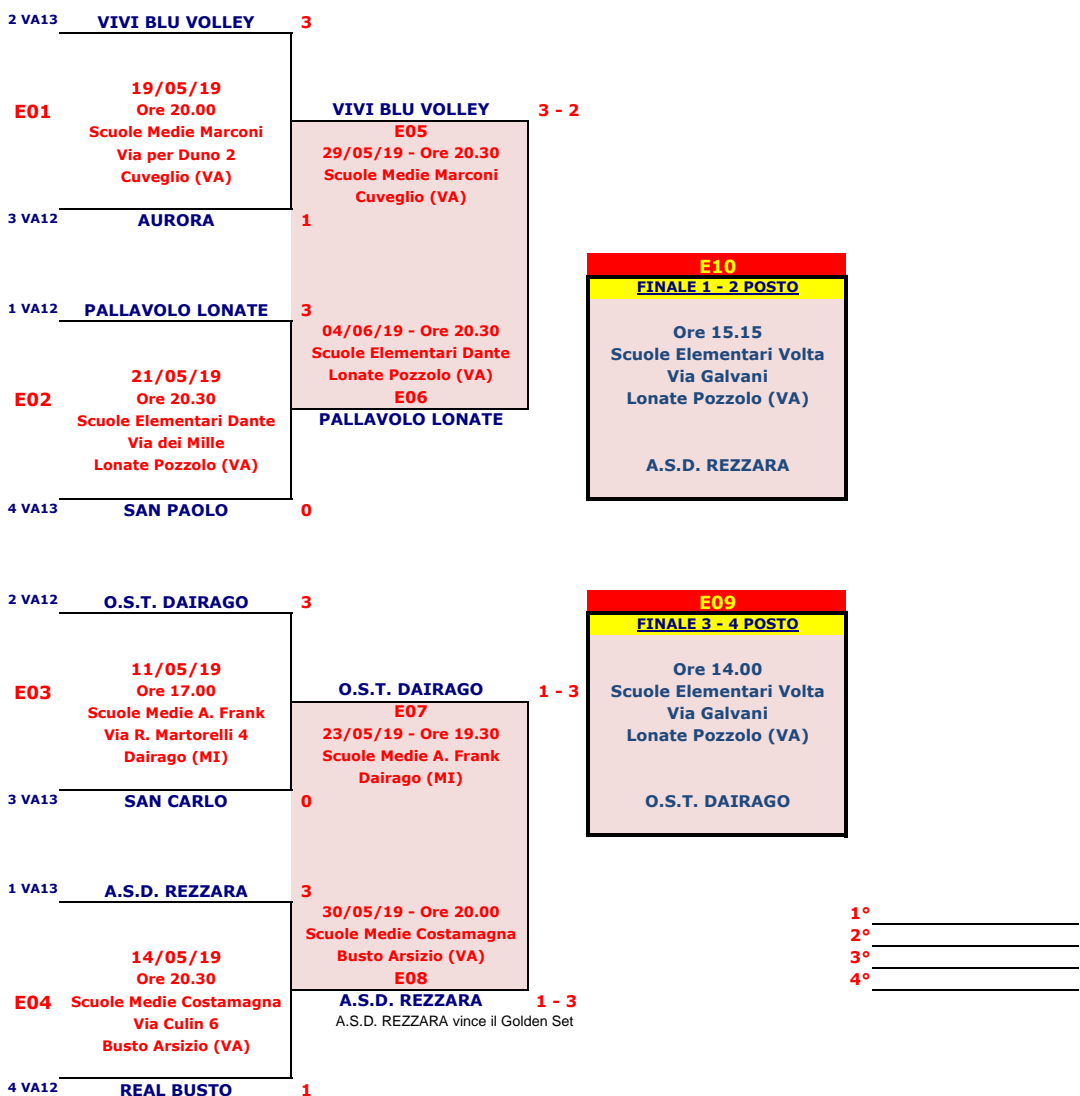 2 VA13 VIVI BLU VOLLEY 3
19/05/19
E01
Ore 20.00
Scuole Medie Marconi
Via per Duno 2
Cuveglio (VA)
3 VA12 AURORA 1
VIVI BLU VOLLEY 3 - 2
E05
29/05/19 - Ore 20.30
Scuole Medie Marconi
Cuveglio (VA)
1 VA12 PALLAVOLO LONATE 3
21/05/19
E02
Ore 20.30
Scuole Elementari Dante
Via dei Mille
Lonate Pozzolo (VA)
4 VA13 SAN PAOLO 0
04/06/19 - Ore 20.30
Scuole Elementari Dante
Lonate Pozzolo (VA)
E06
PALLAVOLO LONATE
E10
FINALE 1 - 2 POSTO
Ore 15.15
Scuole Elementari Volta
Via Galvani
Lonate Pozzolo (VA)
A.S.D. REZZARA
2 VA12 O.S.T. DAIRAGO 3
11/05/19
E03
Ore 17.00
Scuole Medie A. Frank
Via R. Martorelli 4
Dairago (MI)
3 VA13 SAN CARLO 0
O.S.T. DAIRAGO 1 - 3
E07
23/05/19 - Ore 19.30
Scuole Medie A. Frank
Dairago (MI)
E09
FINALE 3 - 4 POSTO
Ore 14.00
Scuole Elementari Volta
Via Galvani
Lonate Pozzolo (VA)
O.S.T. DAIRAGO
1 VA13 A.S.D. REZZARA 3
14/05/19
Ore 20.30
E04
Scuole Medie Costamagna
Via Culin 6
Busto Arsizio (VA)
4 VA12 REAL BUSTO 1
30/05/19 - Ore 20.00
Scuole Medie Costamagna
Busto Arsizio (VA)
E08
A.S.D. REZZARA 1 - 3
A.S.D. REZZARA vince il Golden Set
1°
2°
3°
4°